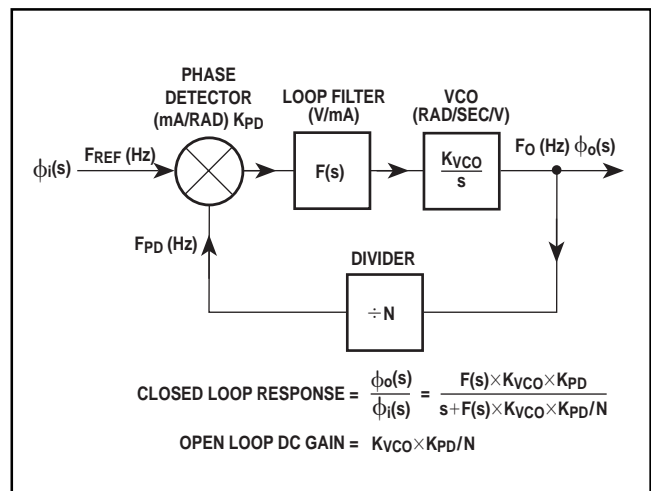 PHASE
DETECTOR
(mA/RAD) KPD
LOOP FILTER
(V/mA)
VCO
(RAD/SEC/V)
ϕi(s)
FREF (Hz)
F(s)
KVCO
s
FO (Hz) ϕo(s)
FPD (Hz)
DIVIDER
÷N
CLOSED LOOP RESPONSE = ϕo(s)/ϕi(s) = F(s)×KVCO×KPD/s+F(s)×KVCO×KPD/N
OPEN LOOP DC GAIN = KVCO×KPD/N